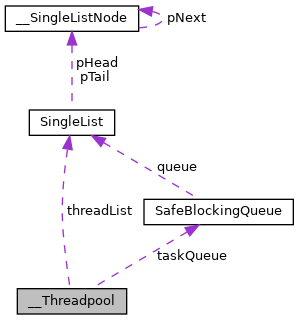 __SingleListNode
pNext
pHead
pTail
SingleList
queue
threadList
SafeBlockingQueue
taskQueue
__Threadpool